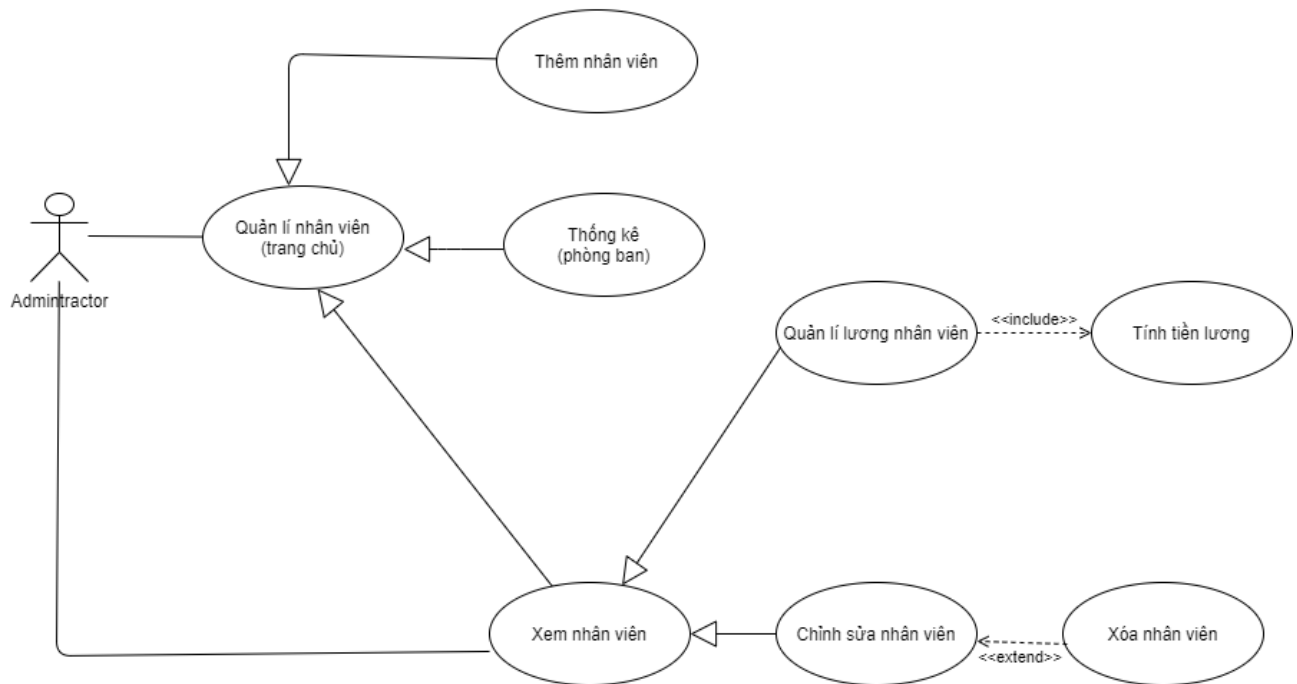 Thêm nhân viên
Quản lí nhân viên
(trang chủ)
Thống kê
(phòng ban)
Admintractor
Quản lí lương nhân viên
<<include>>
Tính tiền lương
Xem nhân viên
Chỉnh sửa nhân viên
<<extend>>
Xóa nhân viên